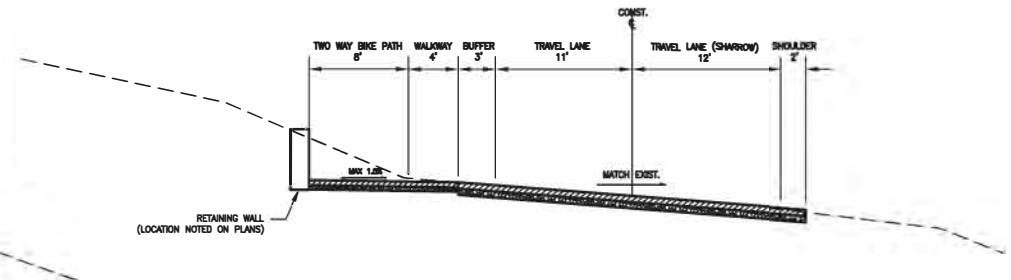 CONST.
℄
TWO WAY BIKE PATH
8'
WALKWAY
4'
BUFFER
3'
TRAVEL LANE
11'
TRAVEL LANE (SHARROW)
12'
SHOULDER
2'
MAX 1.5%
MATCH EXIST.
RETAINING WALL
(LOCATION NOTED ON PLANS)